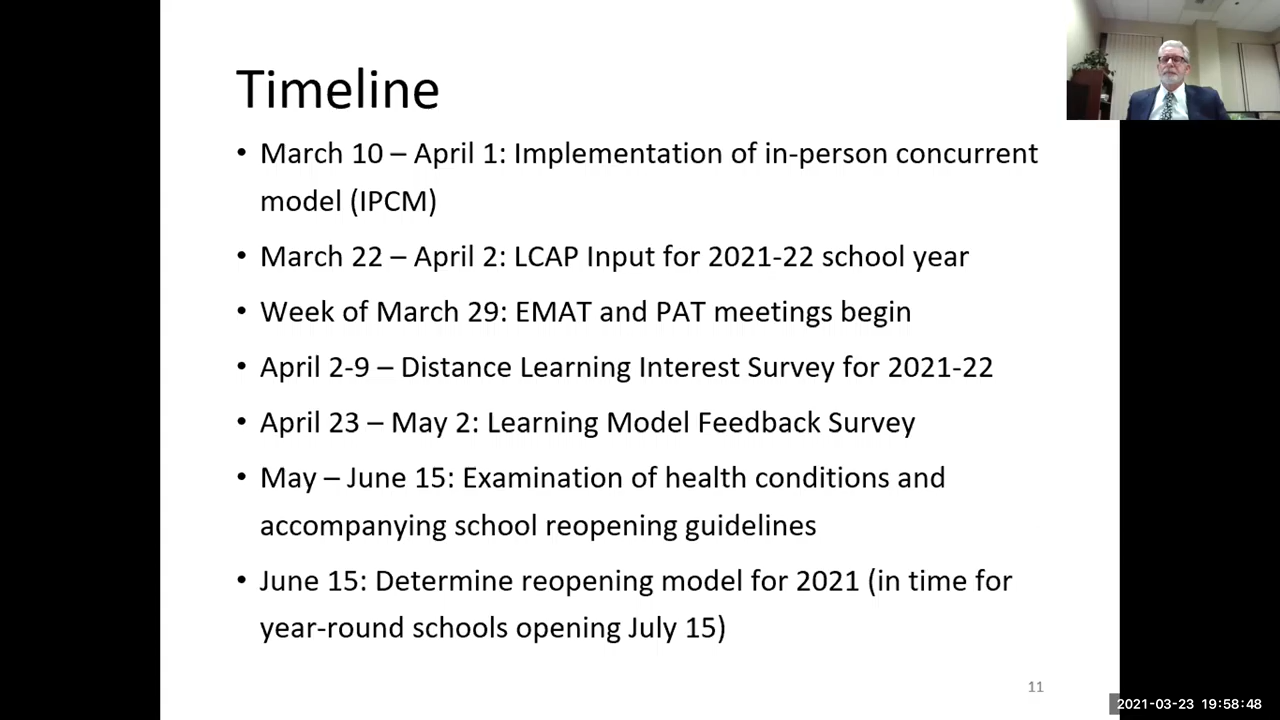 Timeline
• March 10 – April 1: Implementation of in-person concurrent
model (IPCM)
• March 22 – April 2: LCAP Input for 2021-22 school year
• Week of March 29: EMAT and PAT meetings begin
• April 2-9 – Distance Learning Interest Survey for 2021-22
• April 23 – May 2: Learning Model Feedback Survey
• May – June 15: Examination of health conditions and
accompanying school reopening guidelines
• June 15: Determine reopening model for 2021 (in time for
year-round schools opening July 15)
11
2021-03-23 19:58:48